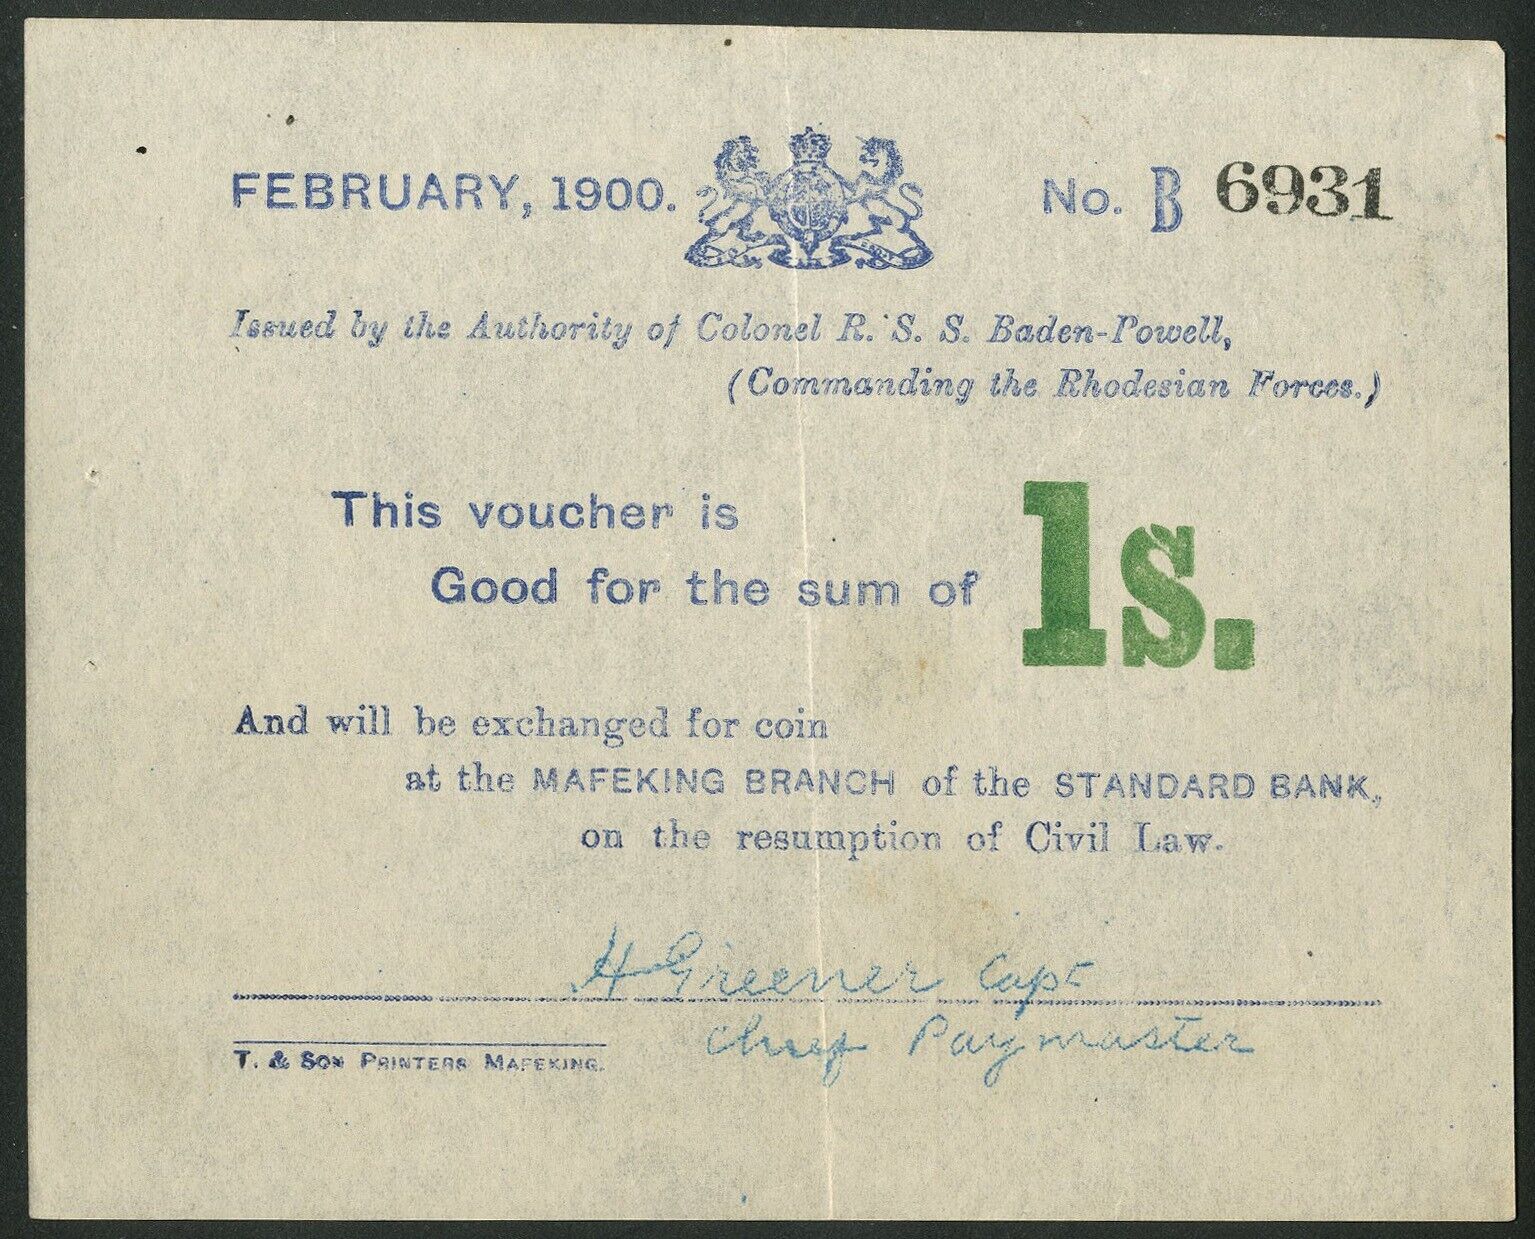 FEBRUARY, 1900.
No. B 6931
Issued by the Authority of Colonel R. S. S. Baden-Powell,
(Commanding the Rhodesian Forces.)
This voucher is
Good for the sum of 1s.
And will be exchanged for coin
at the MAFEKING BRANCH of the STANDARD BANK,
on the resumption of Civil Law.
H Greener Capt
Chief Paymaster
T. & Son Printers Mafeking.